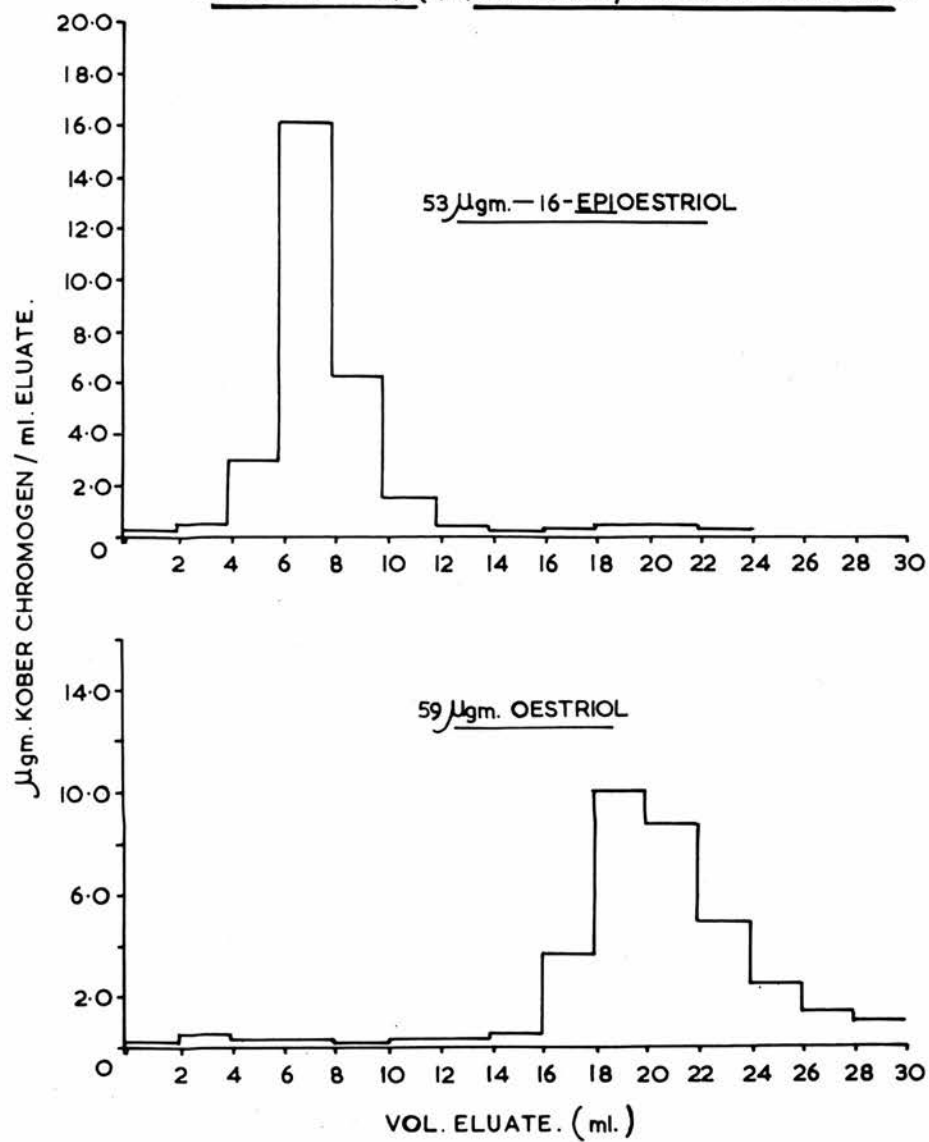 20·0
18·0
16·0
14·0
12·0
10·0
8·0
6·0
4·0
2·0
O
2 4 6 8 10 12 14 16 18 20 22 24 26 28 30
53 μgm.—16-EPIOESTRIOL
μgm. KOBER CHROMOGEN / ml. ELUATE.
14·0
10·0
6·0
2·0
O
2 4 6 8 10 12 14 16 18 20 22 24 26 28 30
59 μgm. OESTRIOL
VOL. ELUATE. (ml.)